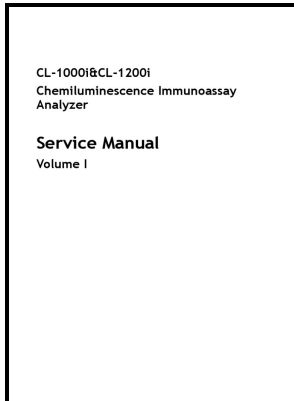 CL-1000i&CL-1200i
Chemiluminescence Immunoassay
Analyzer
Service Manual
Volume I